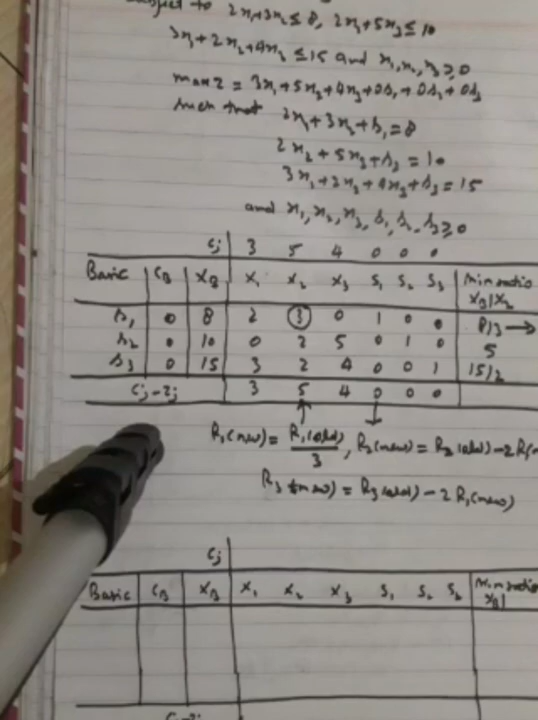 subject to 2x₁+3x₂ ≤ 8, 2x₂+5x₃ ≤ 10
3x₁+2x₂+4x₃ ≤ 15 and x₁, x₂, x₃ ≥ 0
max Z = 3x₁+5x₂+4x₃+0s₁+0s₂+0s₃
such that 2x₁+3x₂+s₁ = 8
2x₂+5x₃+s₂ = 10
3x₁+2x₂+4x₃+s₃ = 15
and x₁, x₂, x₃, s₁, s₂, s₃ ≥ 0
Cj 3 5 4 0 0 0
Basic CB XB X₁ X₂ X₃ S₁ S₂ S₃ Min ratio XB/X₂
s₁ 0 8 2 3 0 1 0 0 8/3 →
s₂ 0 10 0 2 5 0 1 0 5
s₃ 0 15 3 2 4 0 0 1 15/2
Cj-Zj 3 5 4 0 0 0
↑ ↓
R₁(new) = R₁(old)/3, R₂(new) = R₂(old)-2R₁
R₃(new) = R₃(old)-2R₁(new)
Cj
Basic CB XB X₁ X₂ X₃ S₁ S₂ S₃ Min ratio XB/
Cj-Zj